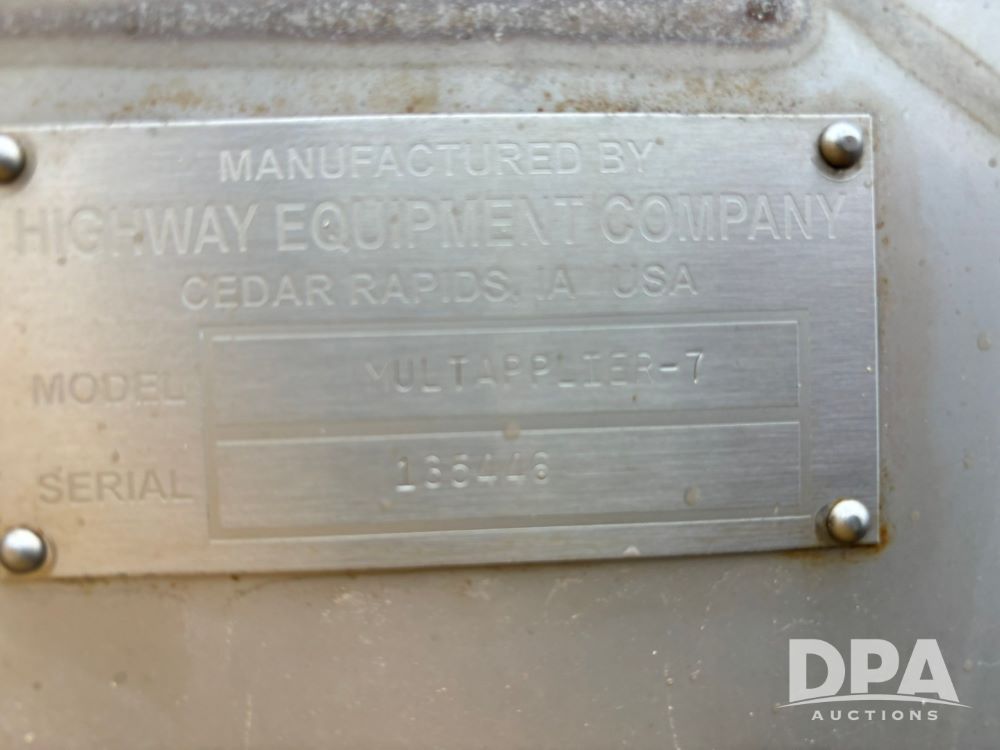 MANUFACTURED BY
HIGHWAY EQUIPMENT COMPANY
CEDAR RAPIDS, IA USA
MODEL MULTAPPLIER-7
SERIAL
DPA
AUCTIONS